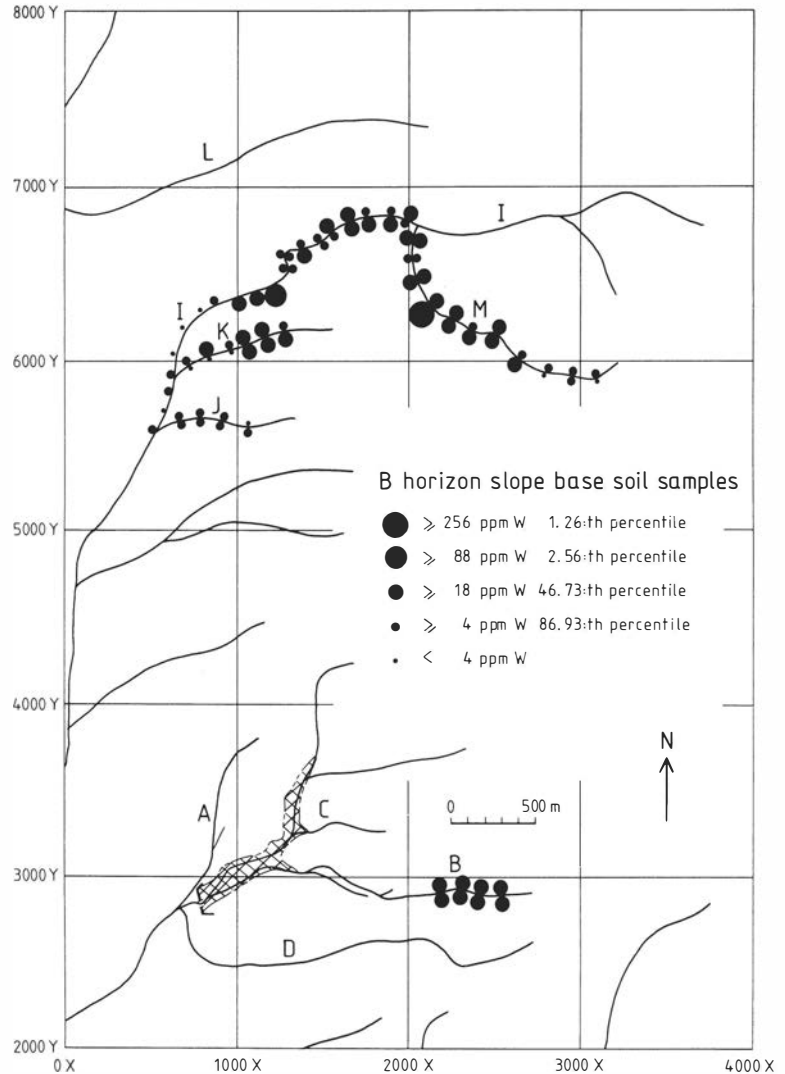 8000 Y
L
7000 Y
I
M
I
K
6000 Y
J
B horizon slope base soil samples
⩾ 256 ppm W 1.26:th percentile
5000 Y
⩾ 88 ppm W 2.56:th percentile
⩾ 18 ppm W 46.73:th percentile
⩾ 4 ppm W 86.93:th percentile
< 4 ppm W
4000 Y
N
A
C
0 500 m
3000 Y
B
E
D
2000 Y
0 X 1000 X 2000 X 3000 X 4000 X